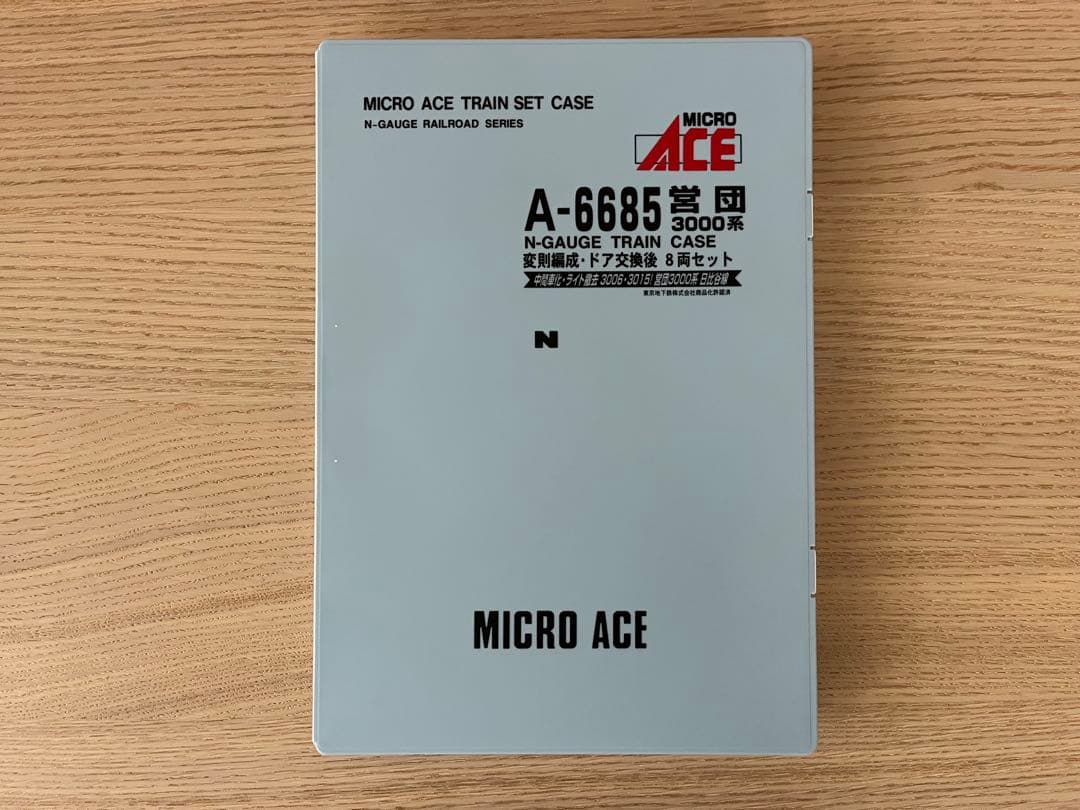 MICRO ACE TRAIN SET CASE
N-GAUGE RAILROAD SERIES
MICRO
ACE
A-6685 営団
3000系
N-GAUGE TRAIN CASE
変則編成・ドア交換後 8両セット
中間車化・ライト撤去 3006・3015! 営団3000系 日比谷線
東京地下鉄株式会社商品化許諾済
N
MICRO ACE